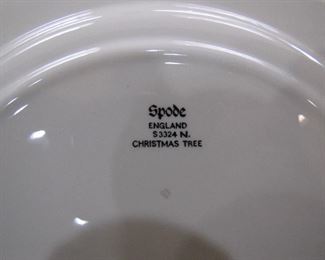 Spode
ENGLAND
S3324 N.
CHRISTMAS TREE